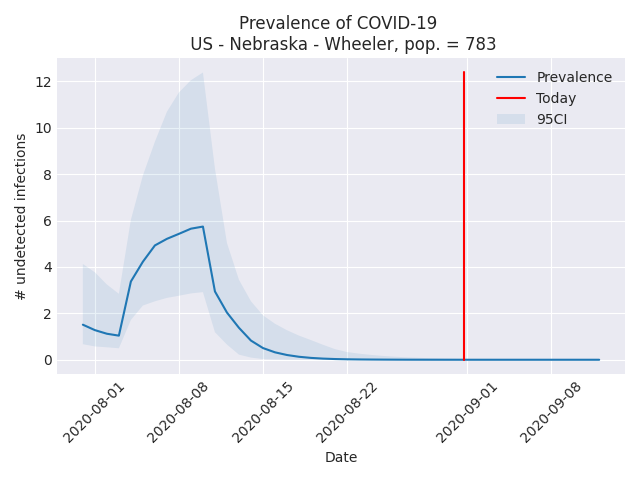 Prevalence of COVID-19
US - Nebraska - Wheeler, pop. = 783
Prevalence
Today
95CI
# undetected infections
12
10
8
6
4
2
0
2020-08-01
2020-08-08
2020-08-15
2020-08-22
2020-09-01
2020-09-08
Date